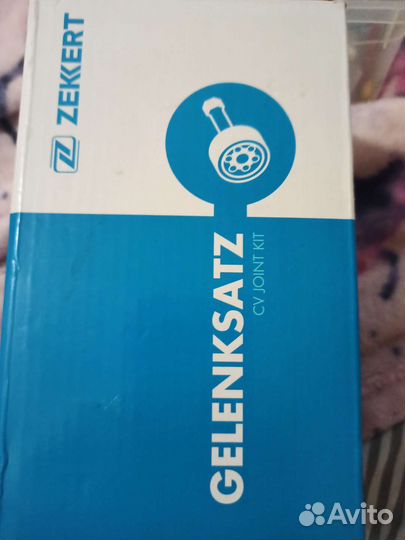 ZEKKERT
GELENKSATZ
CV JOINT KIT
Avito